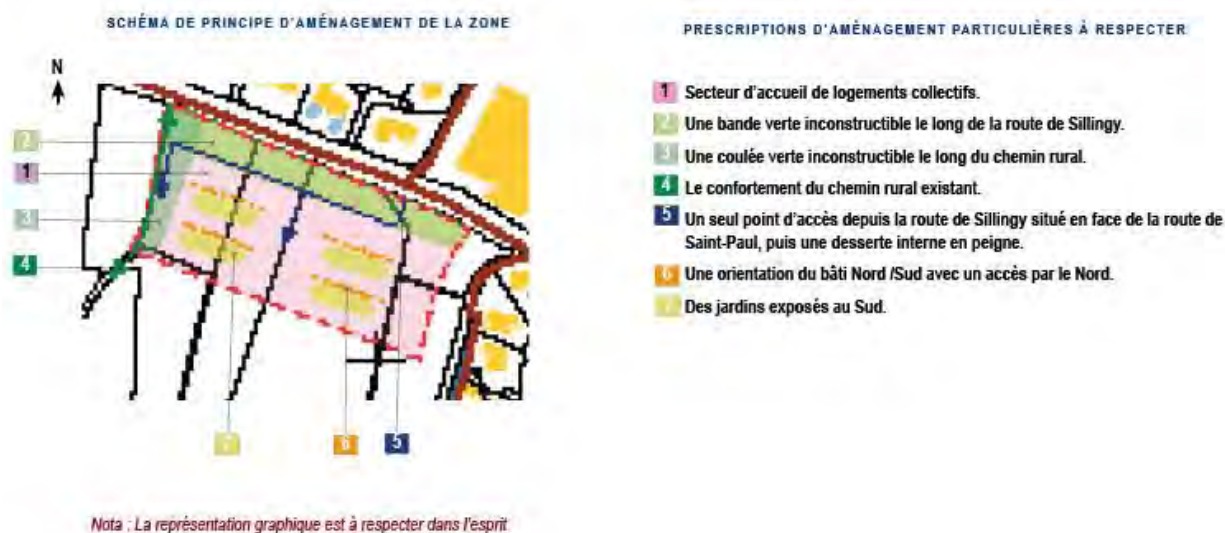 SCHÉMA DE PRINCIPE D'AMÉNAGEMENT DE LA ZONE
N
2
1
3
4
7
6
5
Nota : La représentation graphique est à respecter dans l'esprit
PRESCRIPTIONS D'AMÉNAGEMENT PARTICULIÈRES À RESPECTER
1 Secteur d'accueil de logements collectifs.
2 Une bande verte inconstructible le long de la route de Sillingy.
3 Une coulée verte inconstructible le long du chemin rural.
4 Le confortement du chemin rural existant.
5 Un seul point d'accès depuis la route de Sillingy situé en face de la route de
Saint-Paul, puis une desserte interne en peigne.
6 Une orientation du bâti Nord /Sud avec un accès par le Nord.
7 Des jardins exposés au Sud.